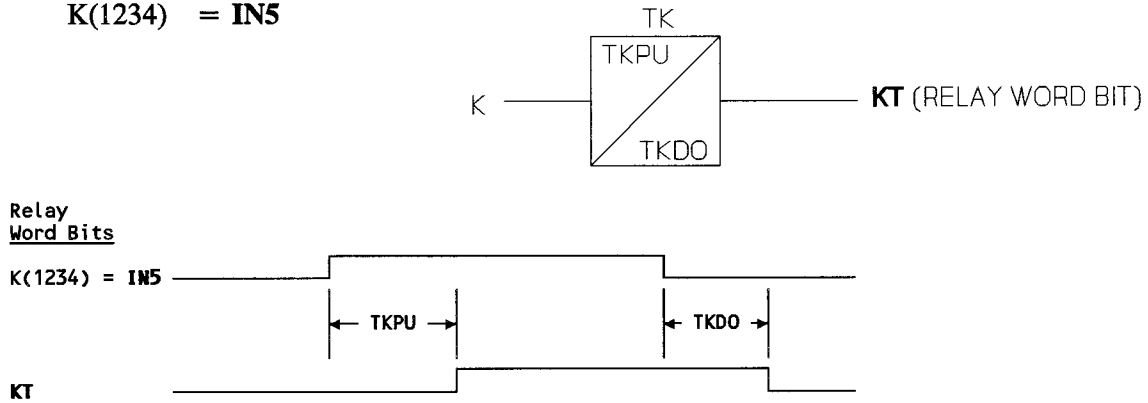 K(1234) = IN5
TK
TKPU
K
KT (RELAY WORD BIT)
TKDO
Relay
Word Bits
K(1234) = IN5
TKPU
TKDO
KT